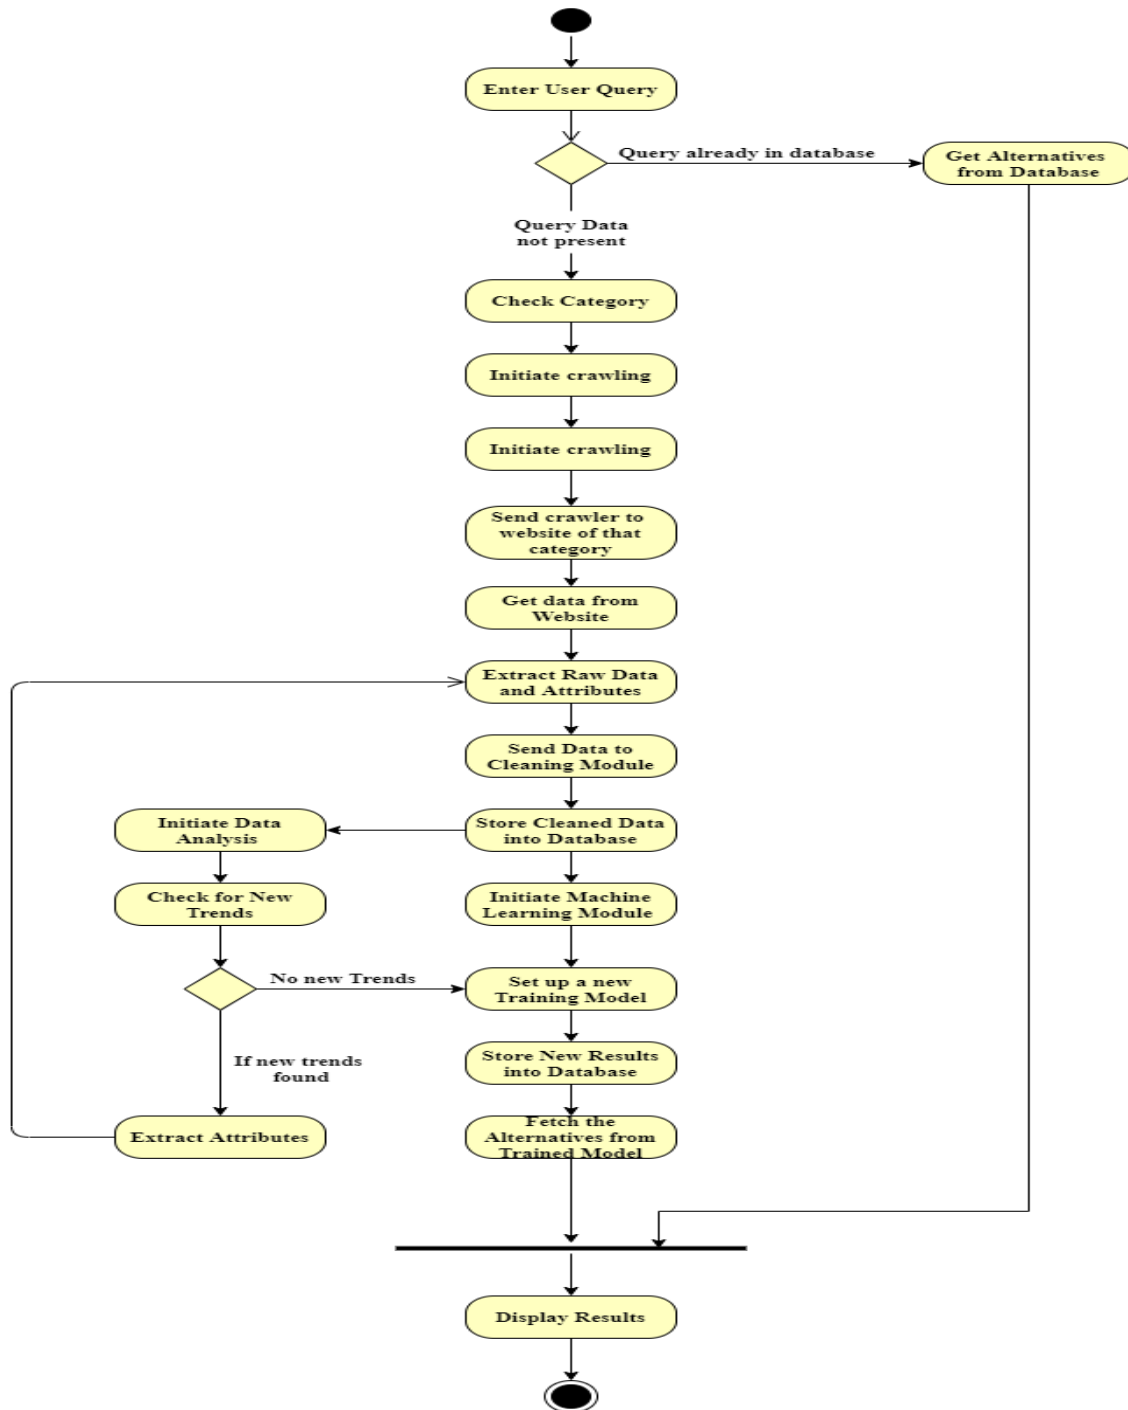 Enter User Query
Query already in database
Get Alternatives
from Database
Query Data
not present
Check Category
Initiate crawling
Initiate crawling
Send crawler to
website of that
category
Get data from
Website
Extract Raw Data
and Attributes
Send Data to
Cleaning Module
Initiate Data
Analysis
Store Cleaned Data
into Database
Check for New
Trends
Initiate Machine
Learning Module
No new Trends
Set up a new
Training Model
If new trends
found
Store New Results
into Database
Extract Attributes
Fetch the
Alternatives from
Trained Model
Display Results